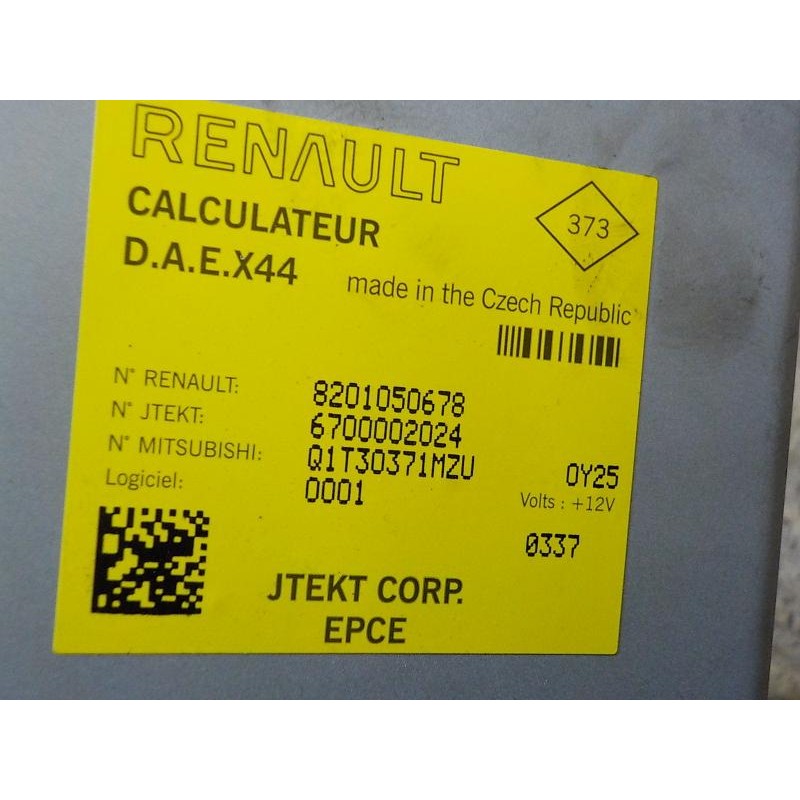 RENAULT
CALCULATEUR
D.A.E.X44
373
made in the Czech Republic
N° RENAULT: 8201050678
N° JTEKT: 6700002024
N° MITSUBISHI: Q1T30371MZU 0Y25
Logiciel: 0001 Volts : +12V
0337
JTEKT CORP.
EPCE